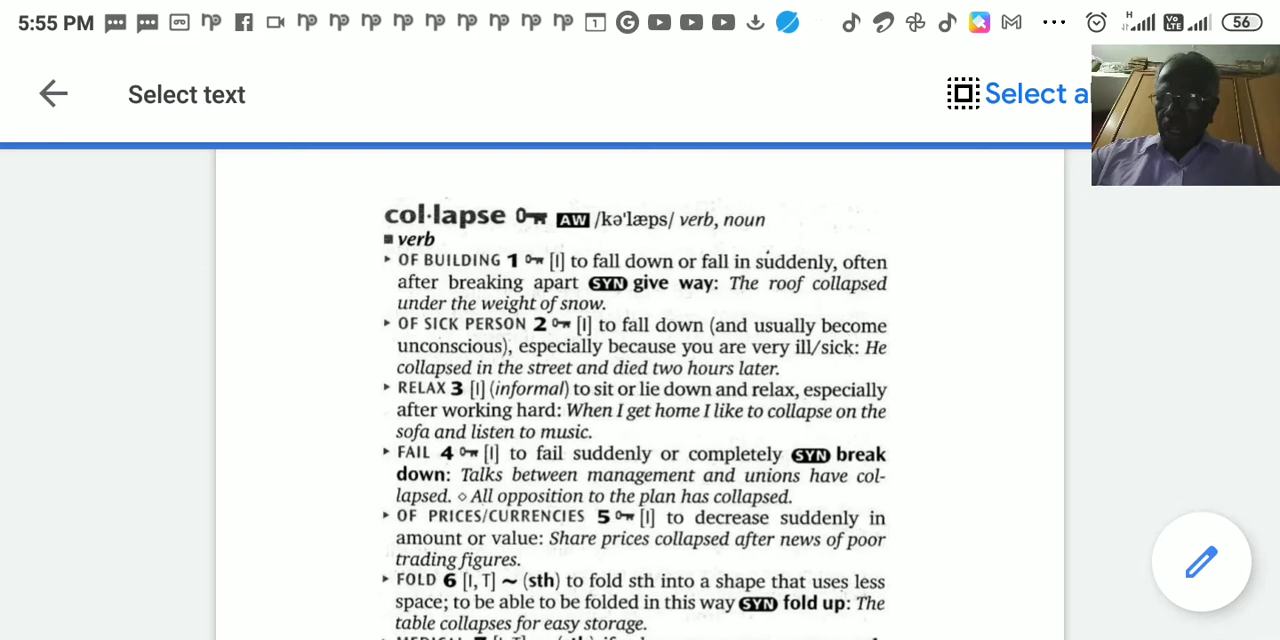 5:55 PM 1 H Vo LTE 56
Select text Select a
col·lapse AW /kə'læps/ verb, noun
■ verb
▸ OF BUILDING 1 [I] to fall down or fall in suddenly, often
after breaking apart SYN give way: The roof collapsed
under the weight of snow.
▸ OF SICK PERSON 2 [I] to fall down (and usually become
unconscious), especially because you are very ill/sick: He
collapsed in the street and died two hours later.
▸ RELAX 3 [I] (informal) to sit or lie down and relax, especially
after working hard: When I get home I like to collapse on the
sofa and listen to music.
▸ FAIL 4 [I] to fail suddenly or completely SYN break
down: Talks between management and unions have col-
lapsed. ◇ All opposition to the plan has collapsed.
▸ OF PRICES/CURRENCIES 5 [I] to decrease suddenly in
amount or value: Share prices collapsed after news of poor
trading figures.
▸ FOLD 6 [I, T] ~ (sth) to fold sth into a shape that uses less
space; to be able to be folded in this way SYN fold up: The
table collapses for easy storage.